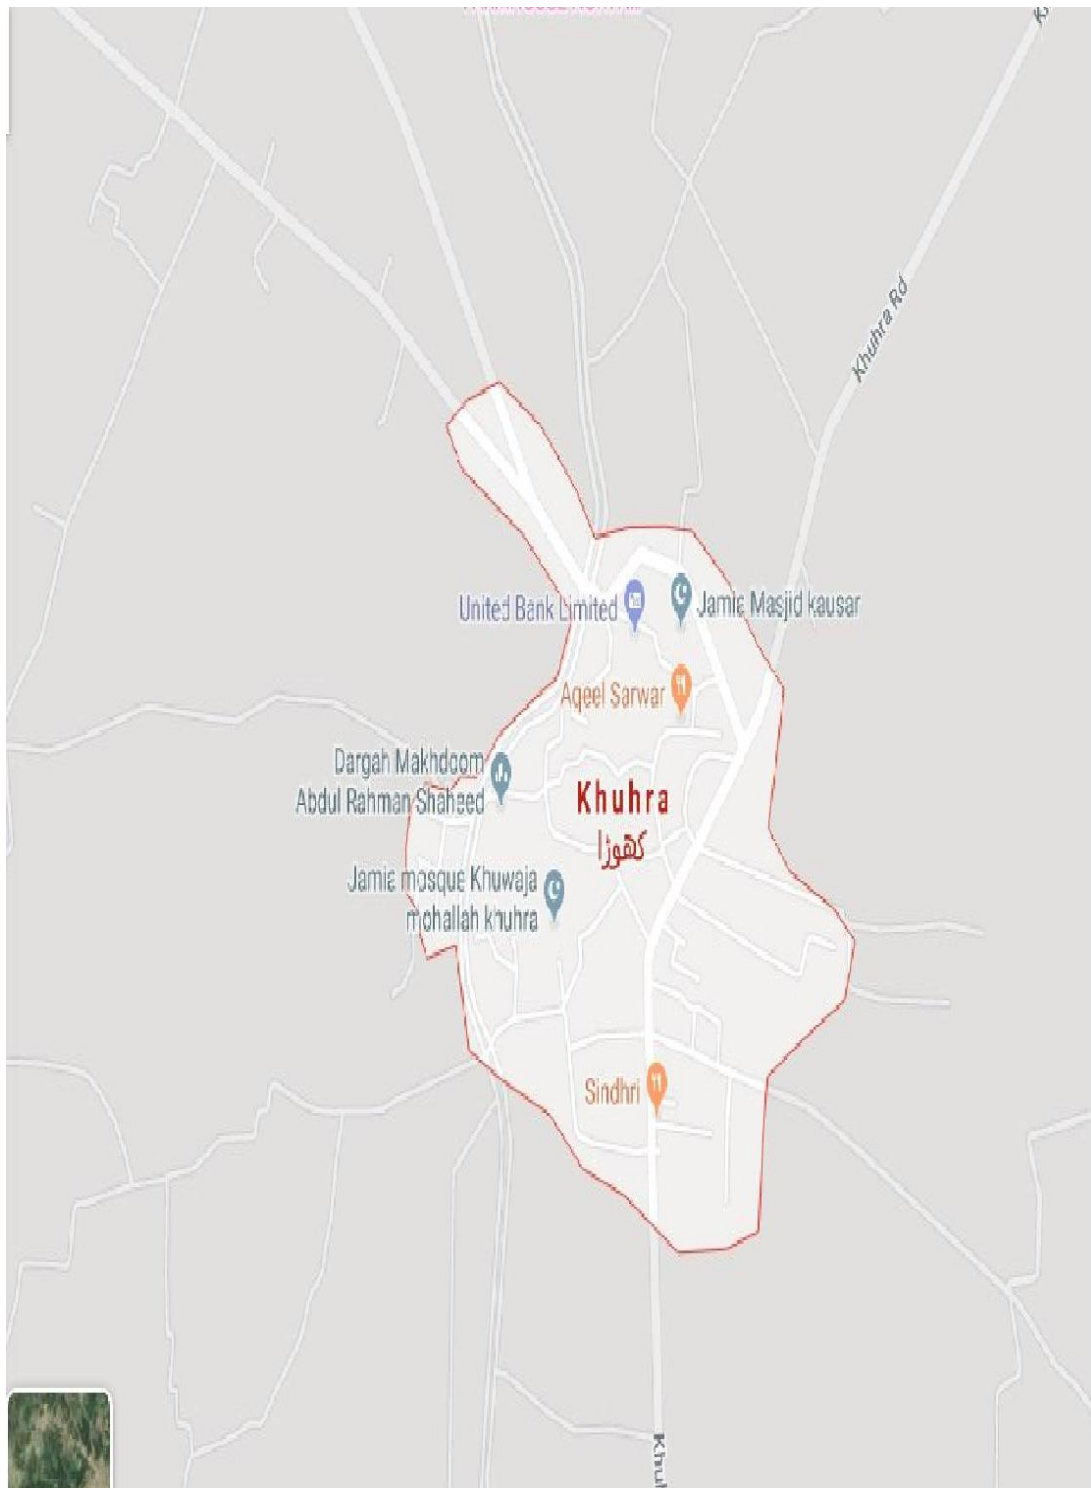 Khuhra Rd
United Bank Limited
Jamia Masjid kausar
Aqeel Sarwar
Dargah Makhdoom
Abdul Rahman Shaheed
Khuhra
کھوڑا
Jamia mosque Khuwaja
mohallah khuhra
Sindhri